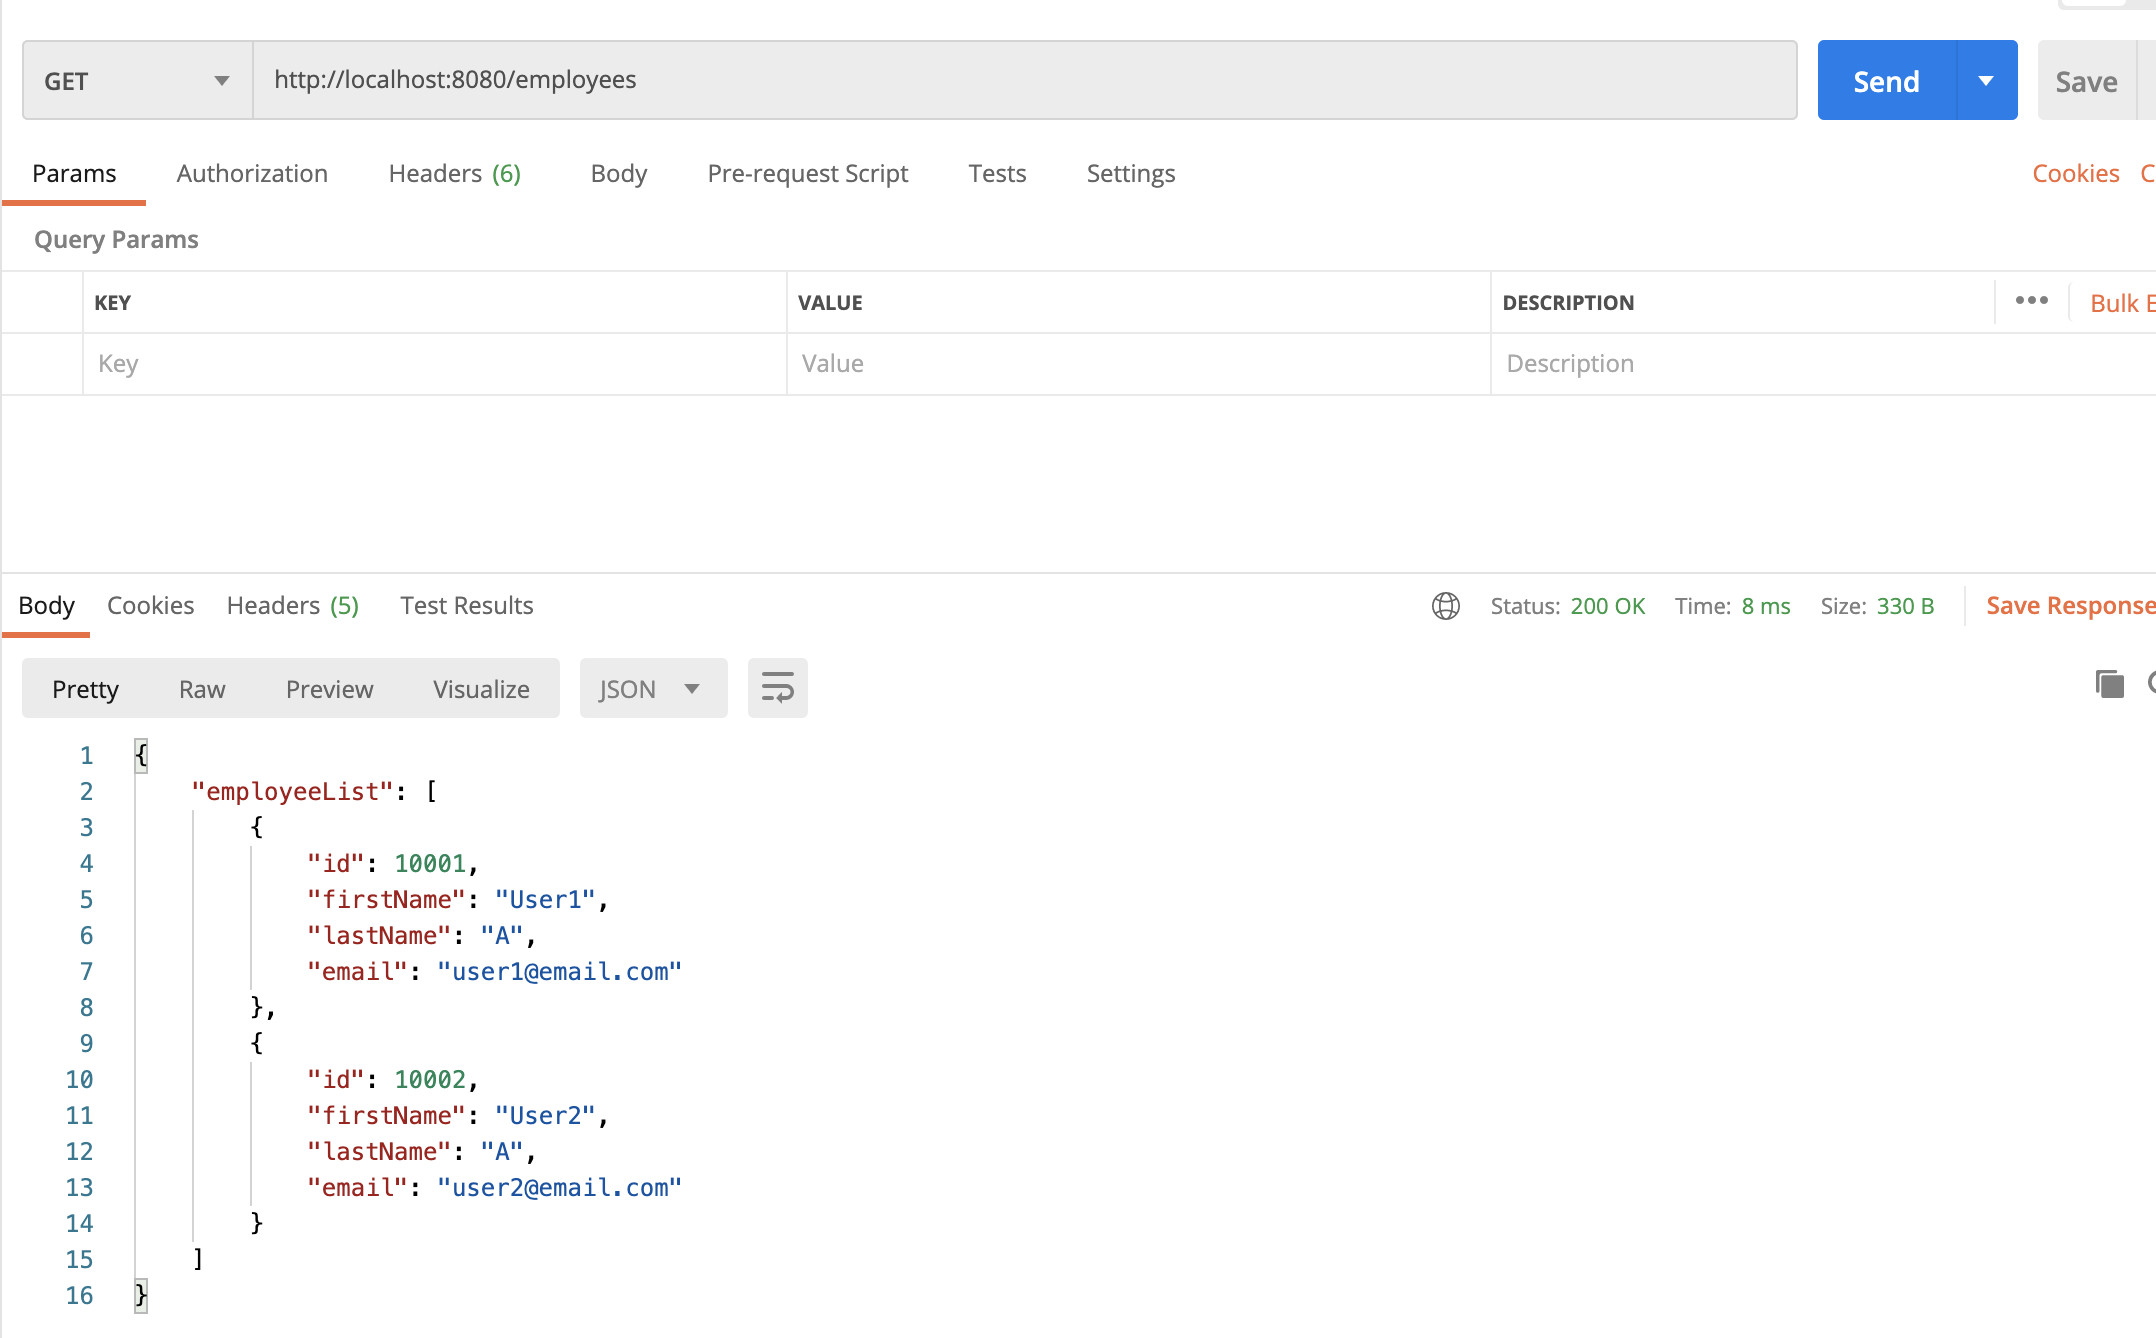 GET http://localhost:8080/employees Send Save
Params Authorization Headers (6) Body Pre-request Script Tests Settings Cookies C
Query Params
KEY VALUE DESCRIPTION ••• Bulk E
Key Value Description
Body Cookies Headers (5) Test Results Status: 200 OK Time: 8 ms Size: 330 B Save Response
Pretty Raw Preview Visualize JSON
1 {
2 "employeeList": [
3 {
4 "id": 10001,
5 "firstName": "User1",
6 "lastName": "A",
7 "email": "user1@email.com"
8 },
9 {
10 "id": 10002,
11 "firstName": "User2",
12 "lastName": "A",
13 "email": "user2@email.com"
14 }
15 ]
16 }